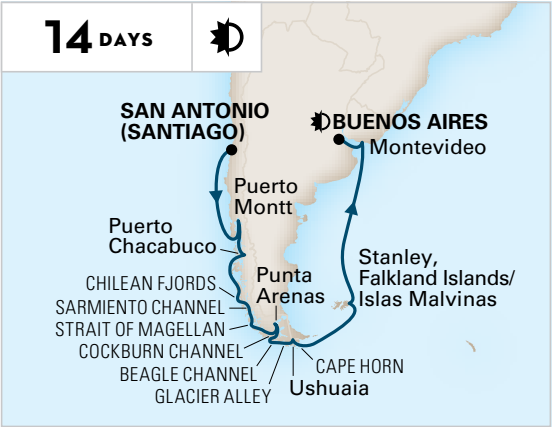 14 DAYS
SAN ANTONIO
(SANTIAGO)
BUENOS AIRES
Montevideo
Puerto
Montt
Puerto
Chacabuco
Stanley,
Falkland Islands/
Islas Malvinas
Punta
Arenas
CHILEAN FJORDS
SARMIENTO CHANNEL
STRAIT OF MAGELLAN
COCKBURN CHANNEL
BEAGLE CHANNEL
GLACIER ALLEY
CAPE HORN
Ushuaia